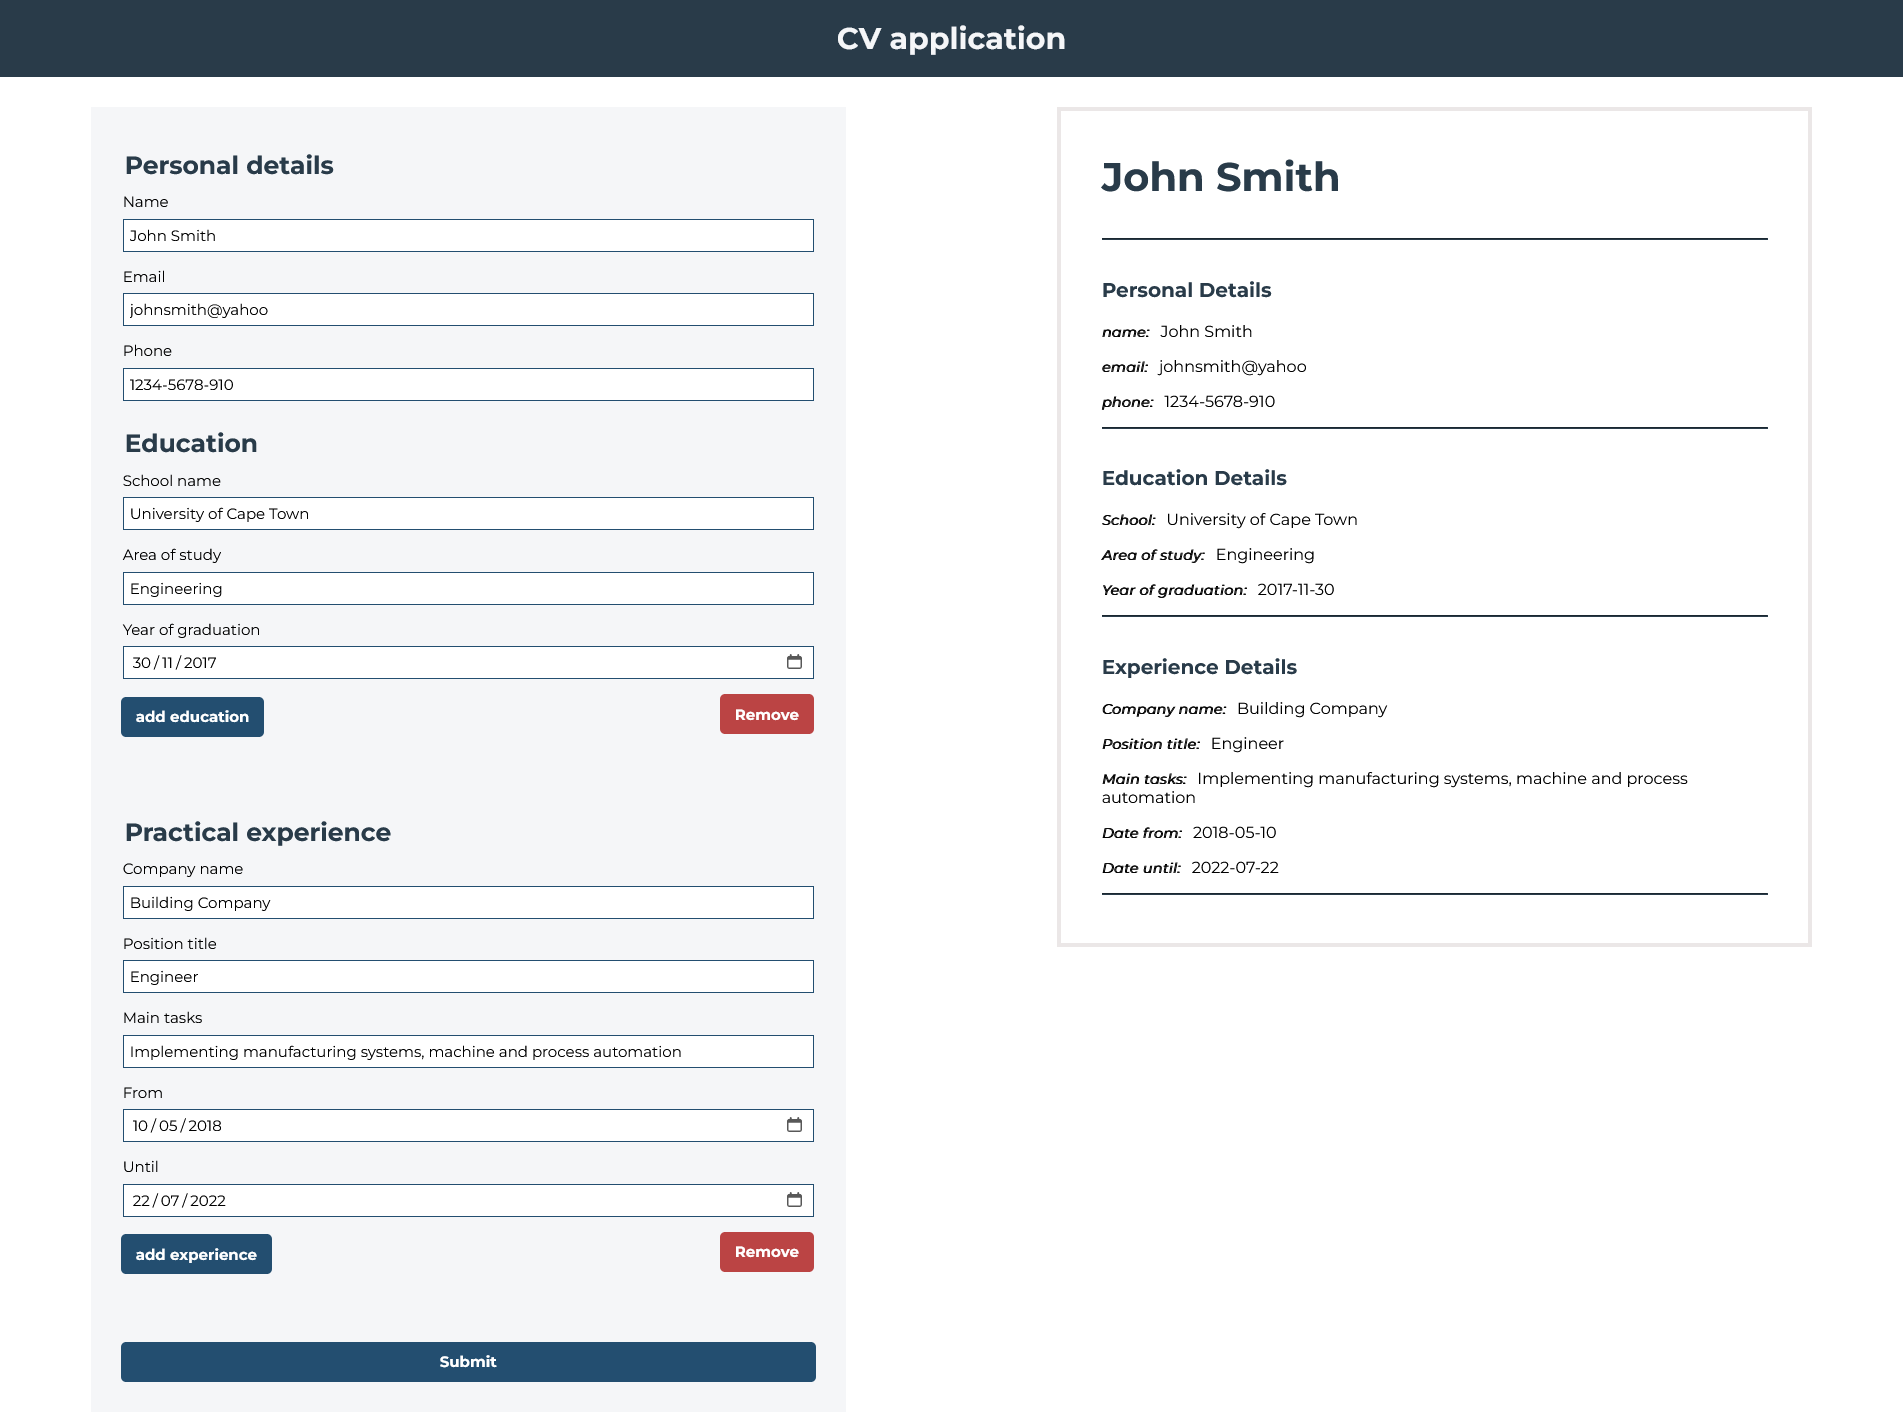 CV application
Personal details
Name
John Smith
Email
johnsmith@yahoo
Phone
1234-5678-910
Education
School name
University of Cape Town
Area of study
Engineering
Year of graduation
30/11/2017
add education
Remove
Practical experience
Company name
Building Company
Position title
Engineer
Main tasks
Implementing manufacturing systems, machine and process automation
From
10/05/2018
Until
22/07/2022
add experience
Remove
Submit
John Smith
Personal Details
name: John Smith
email: johnsmith@yahoo
phone: 1234-5678-910
Education Details
School: University of Cape Town
Area of study: Engineering
Year of graduation: 2017-11-30
Experience Details
Company name: Building Company
Position title: Engineer
Main tasks: Implementing manufacturing systems, machine and process
automation
Date from: 2018-05-10
Date until: 2022-07-22